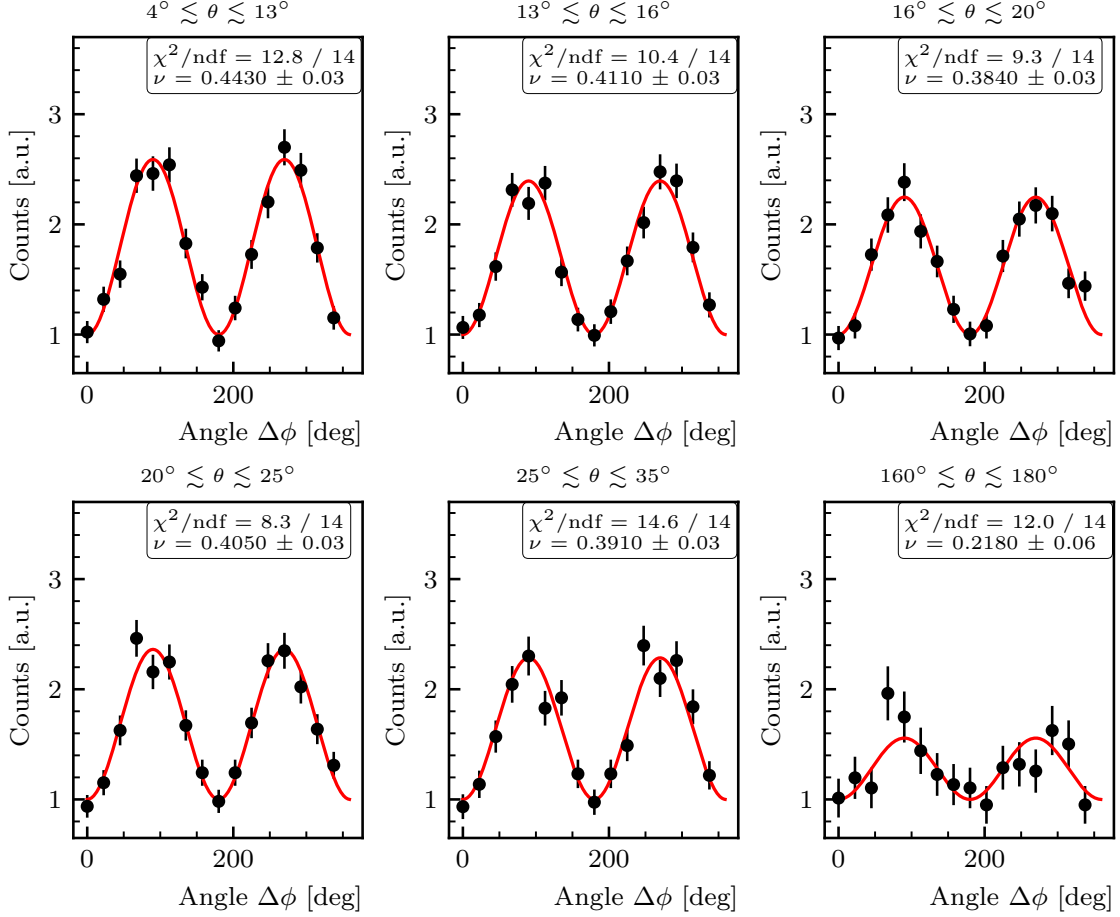 4° ≲ θ ≲ 13°
χ²/ndf = 12.8 / 14
ν = 0.4430 ± 0.03
3
2
1
Counts [a.u.]
0
200
Angle Δϕ [deg]
13° ≲ θ ≲ 16°
χ²/ndf = 10.4 / 14
ν = 0.4110 ± 0.03
3
2
1
Counts [a.u.]
0
200
Angle Δϕ [deg]
16° ≲ θ ≲ 20°
χ²/ndf = 9.3 / 14
ν = 0.3840 ± 0.03
3
2
1
Counts [a.u.]
0
200
Angle Δϕ [deg]
20° ≲ θ ≲ 25°
χ²/ndf = 8.3 / 14
ν = 0.4050 ± 0.03
3
2
1
Counts [a.u.]
0
200
Angle Δϕ [deg]
25° ≲ θ ≲ 35°
χ²/ndf = 14.6 / 14
ν = 0.3910 ± 0.03
3
2
1
Counts [a.u.]
0
200
Angle Δϕ [deg]
160° ≲ θ ≲ 180°
χ²/ndf = 12.0 / 14
ν = 0.2180 ± 0.06
3
2
1
Counts [a.u.]
0
200
Angle Δϕ [deg]